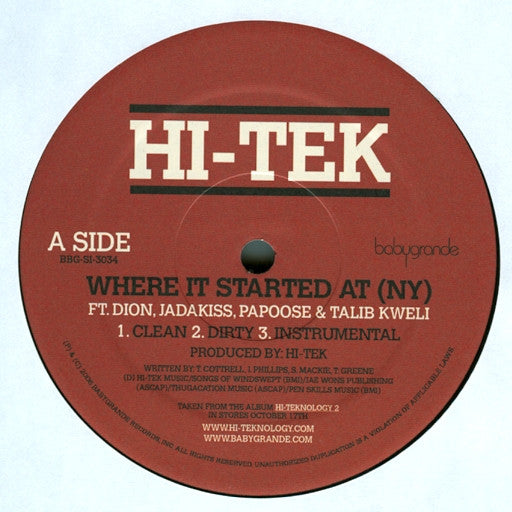 HI-TEK
A SIDE
BBG-SI-3034
babygrande
WHERE IT STARTED AT (NY)
FT. DION, JADAKISS, PAPOOSE & TALIB KWELI
1. CLEAN 2. DIRTY 3. INSTRUMENTAL
PRODUCED BY: HI-TEK
WRITTEN BY: T. COTTRELL, J. PHILLIPS, S. MACKIE, T. GREENE
(DJ HI-TEK MUSIC/SONGS OF WINDSWEPT (BMI)/JAE WONS PUBLISHING
(ASCAP)/THUGACATION MUSIC (ASCAP)/PEN SKILLS MUSIC (BMI)
TAKEN FROM THE ALBUM HI-TEKNOLOGY 2
IN STORES OCTOBER 17TH
WWW.HI-TEKNOLOGY.COM
WWW.BABYGRANDE.COM
(P) & (C) 2006 BABYGRANDE RECORDS, INC. ALL RIGHTS RESERVED. UNAUTHORIZED DUPLICATION IS A VIOLATION OF APPLICABLE LAWS